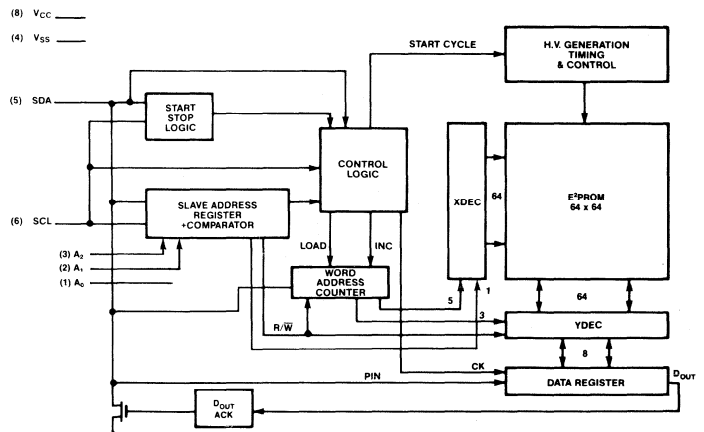 (8) VCC
(4) VSS
START CYCLE
H.V. GENERATION
TIMING
& CONTROL
(5) SDA
START
STOP
LOGIC
CONTROL
LOGIC
XDEC
64
E²PROM
64 x 64
(6) SCL
SLAVE ADDRESS
REGISTER
+COMPARATOR
LOAD
INC
(3) A₂
(2) A₁
(1) A₀
WORD
ADDRESS
COUNTER
1
64
5
3
YDEC
R/W̅
8
CK
PIN
DATA REGISTER
DOUT
DOUT
ACK